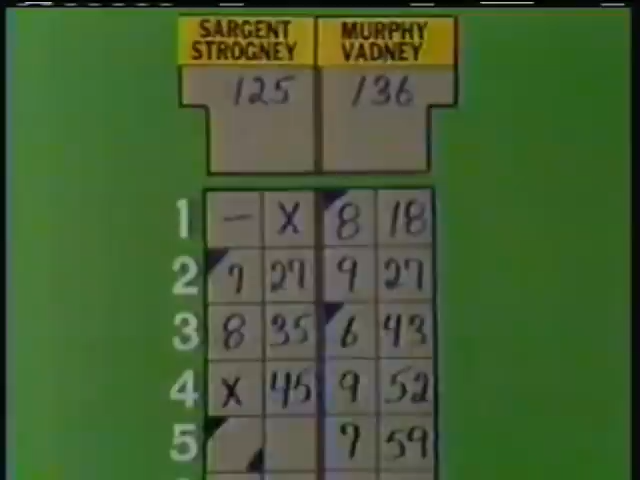 SARGENT STROGNEY MURPHY VADNEY
125 136
1 – X 8 18
2 7 27 9 27
3 8 35 6 43
4 X 45 9 52
5 7 59